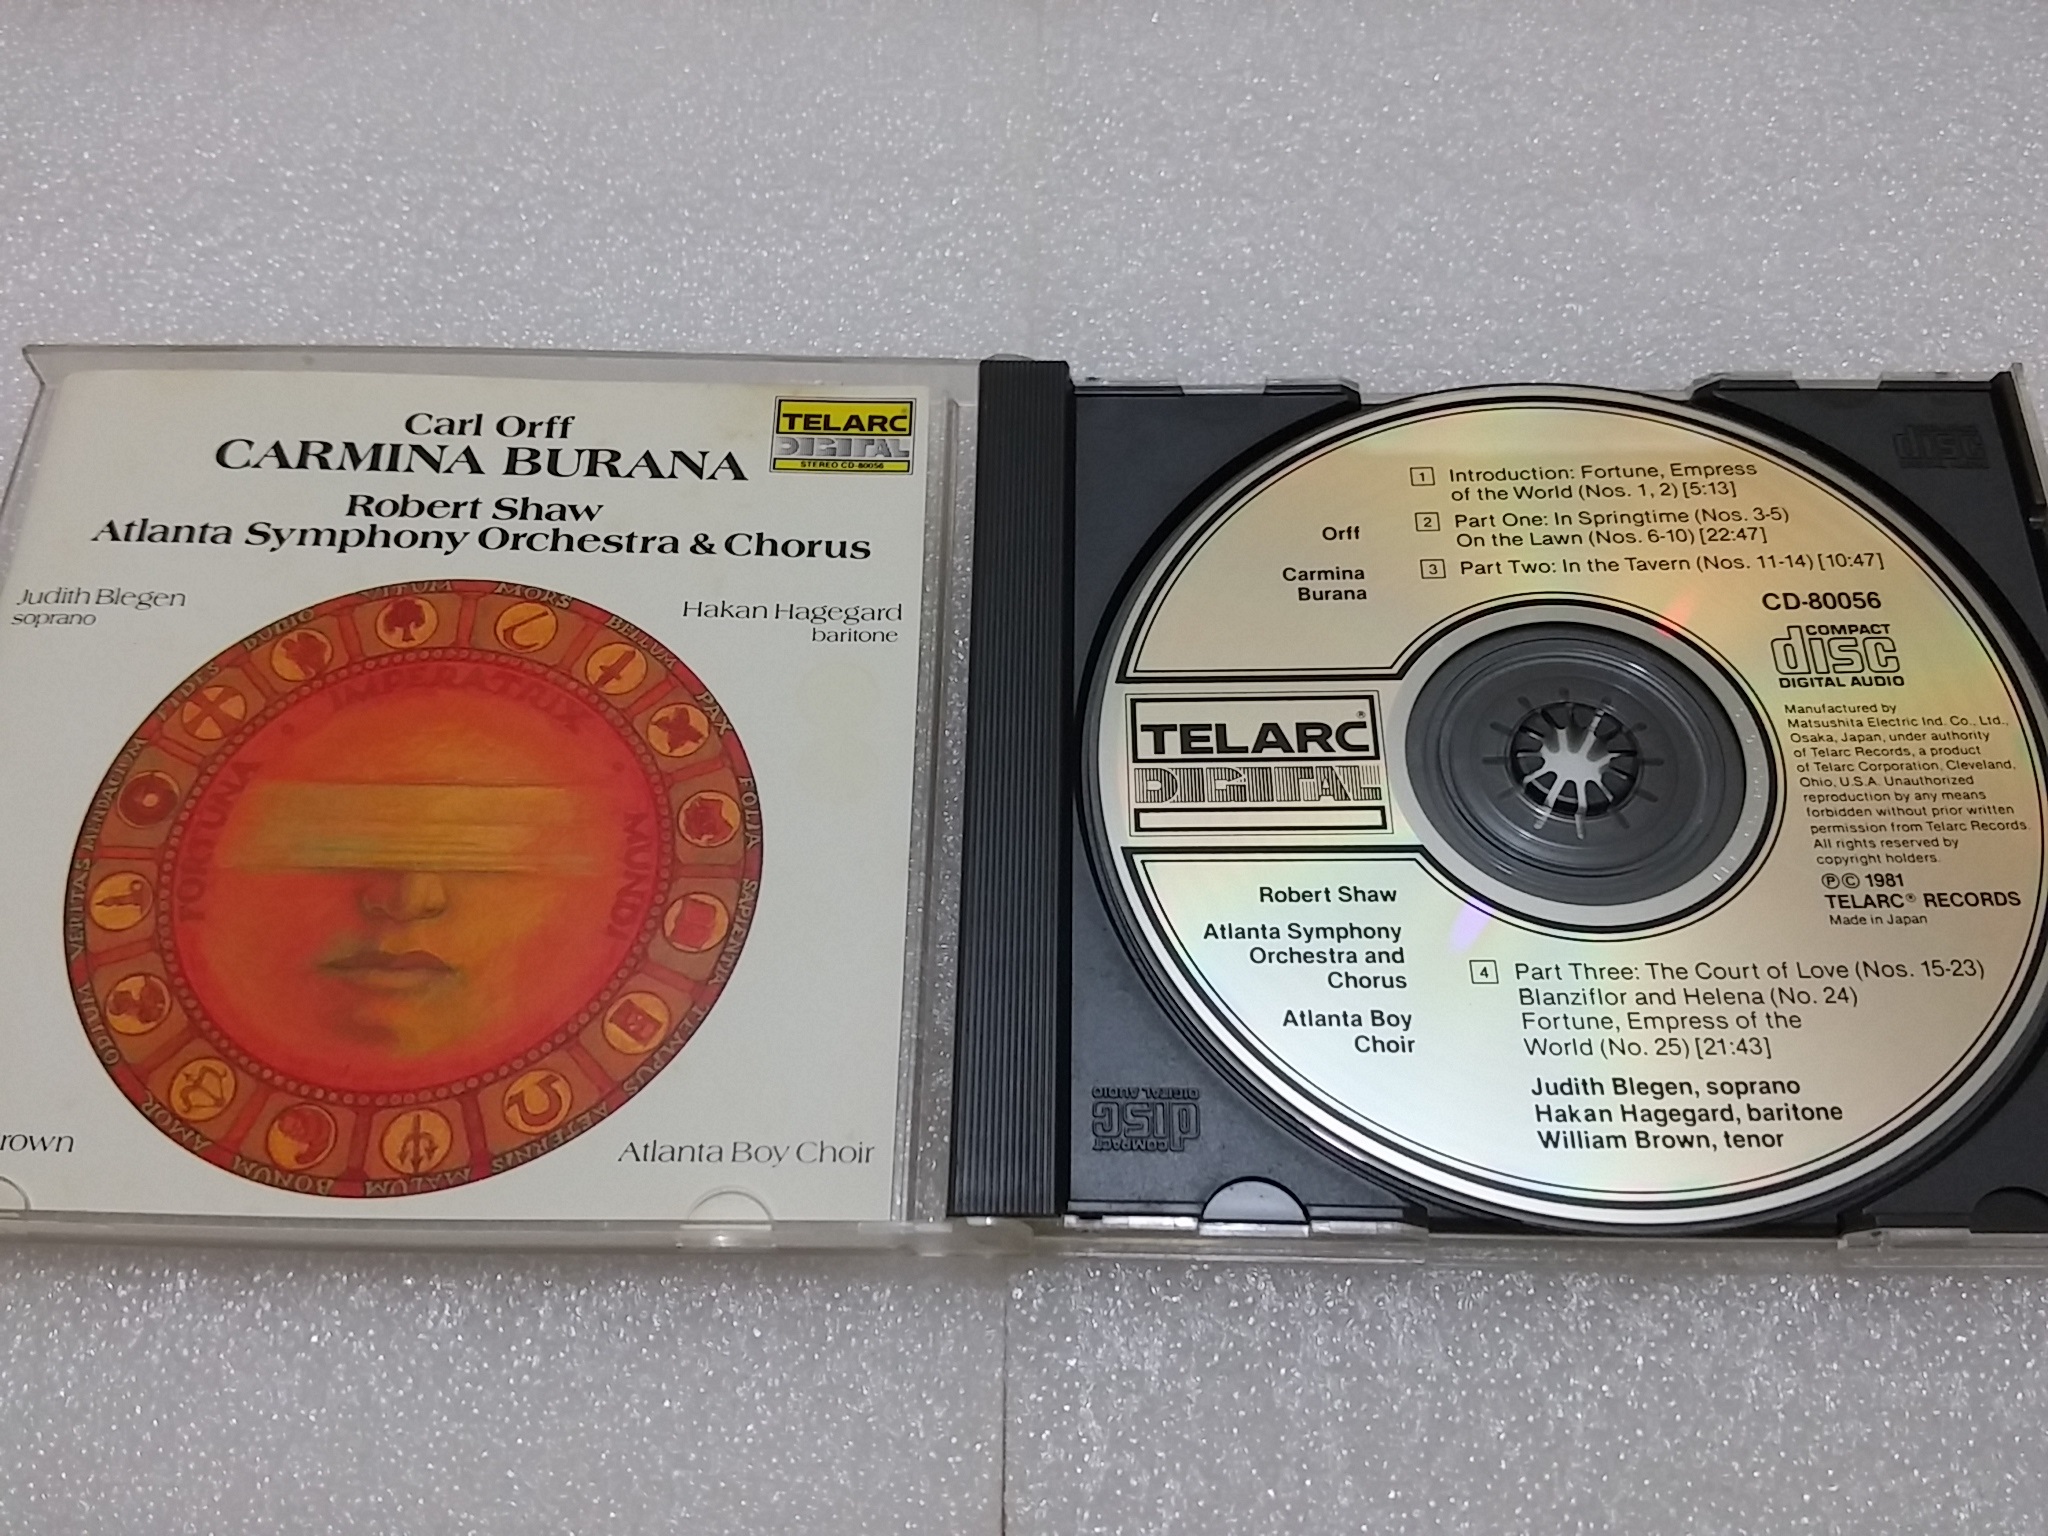 Carl Orff
CARMINA BURANA
TELARC®
DIGITAL
STEREO CD-80056
Robert Shaw
Atlanta Symphony Orchestra & Chorus
Judith Blegen
soprano
Hakan Hagegard
baritone
VITUM
MORS
BELLUM
PAX
FOLIA
SAPIENTIA
TEMPUS
AETERNIS
MALUM
BONUM
AMOR
ODIUM
VERITAS
MENDACIUM
FIDES
FORTUNA
IMPERATRIX
MUNDI
rown
Atlanta Boy Choir
Orff
Carmina
Burana
1 Introduction: Fortune, Empress
of the World (Nos. 1, 2) [5:13]
2 Part One: In Springtime (Nos. 3-5)
On the Lawn (Nos. 6-10) [22:47]
3 Part Two: In the Tavern (Nos. 11-14) [10:47]
CD-80056
COMPACT
disc
DIGITAL AUDIO
TELARC®
DIGITAL
Manufactured by
Matsushita Electric Ind. Co., Ltd.,
Osaka, Japan, under authority
of Telarc Records, a product
of Telarc Corporation, Cleveland,
Ohio, U.S.A. Unauthorized
reproduction by any means
forbidden without prior written
permission from Telarc Records.
All rights reserved by
copyright holders.
℗© 1981
TELARC® RECORDS
Made in Japan
Robert Shaw
Atlanta Symphony
Orchestra and
Chorus
Atlanta Boy
Choir
4 Part Three: The Court of Love (Nos. 15-23)
Blanziflor and Helena (No. 24)
Fortune, Empress of the
World (No. 25) [21:43]
Judith Blegen, soprano
Hakan Hagegard, baritone
William Brown, tenor
disc
COMPACT
disc
DIGITAL AUDIO